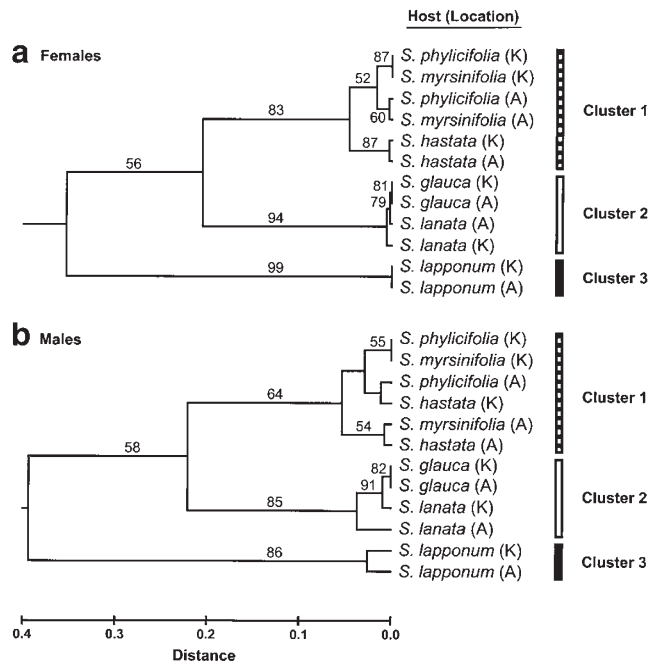 Host (Location)
a Females
87 S. phylicifolia (K)
52 S. myrsinifolia (K)
S. phylicifolia (A)
83 60 S. myrsinifolia (A)
Cluster 1
87 S. hastata (K)
S. hastata (A)
56
81 S. glauca (K)
79 S. glauca (A)
94 S. lanata (A)
Cluster 2
S. lanata (K)
99 S. lapponum (K)
Cluster 3
S. lapponum (A)
b Males
55 S. phylicifolia (K)
S. myrsinifolia (K)
64 S. phylicifolia (A)
Cluster 1
S. hastata (K)
54 S. myrsinifolia (A)
S. hastata (A)
58
82 S. glauca (K)
91 S. glauca (A)
Cluster 2
85 S. lanata (K)
S. lanata (A)
86 S. lapponum (K)
Cluster 3
S. lapponum (A)
0.4 0.3 0.2 0.1 0.0
Distance